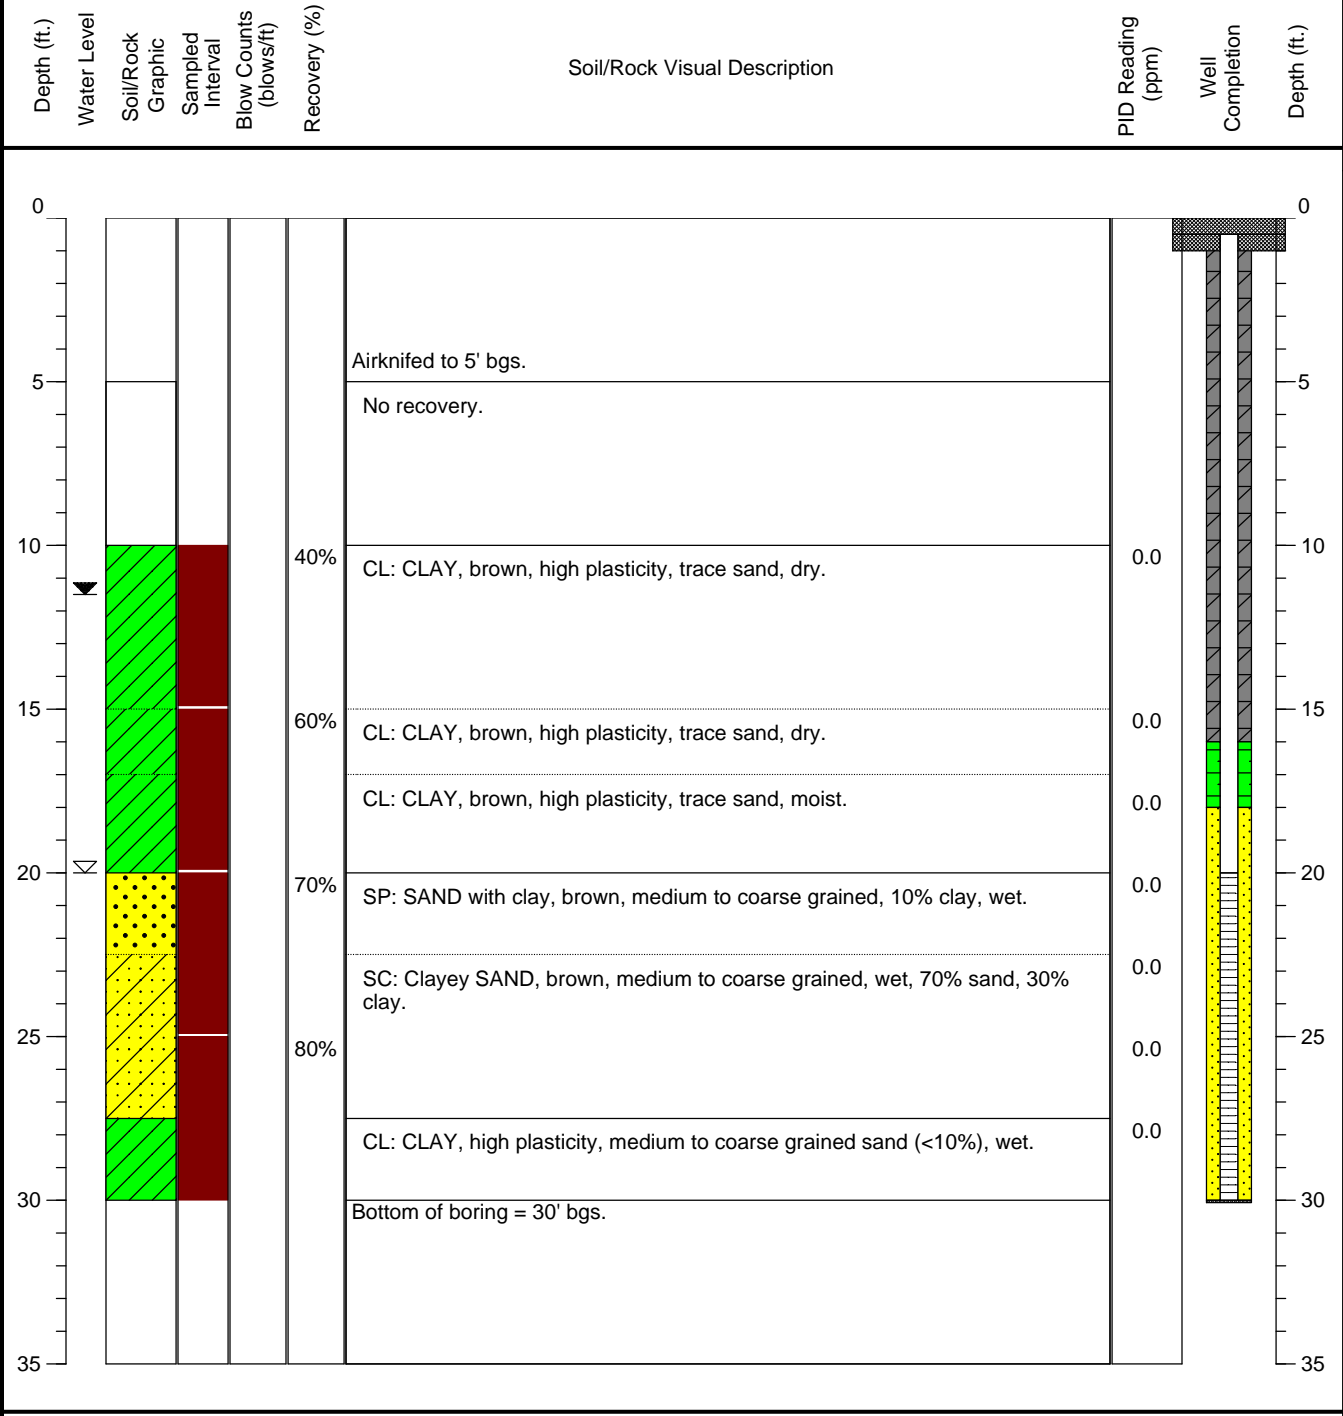 Depth (ft.)
Water Level
Soil/Rock
Graphic
Sampled
Interval
Blow Counts
(blows/ft)
Recovery (%)
Soil/Rock Visual Description
PID Reading
(ppm)
Well
Completion
Depth (ft.)
0
0
Airknifed to 5' bgs.
5
5
No recovery.
10
40%
0.0
10
CL: CLAY, brown, high plasticity, trace sand, dry.
15
60%
0.0
15
CL: CLAY, brown, high plasticity, trace sand, dry.
CL: CLAY, brown, high plasticity, trace sand, moist.
0.0
20
70%
0.0
20
SP: SAND with clay, brown, medium to coarse grained, 10% clay, wet.
0.0
SC: Clayey SAND, brown, medium to coarse grained, wet, 70% sand, 30%
clay.
25
80%
0.0
25
0.0
CL: CLAY, high plasticity, medium to coarse grained sand (<10%), wet.
30
30
Bottom of boring = 30' bgs.
35
35